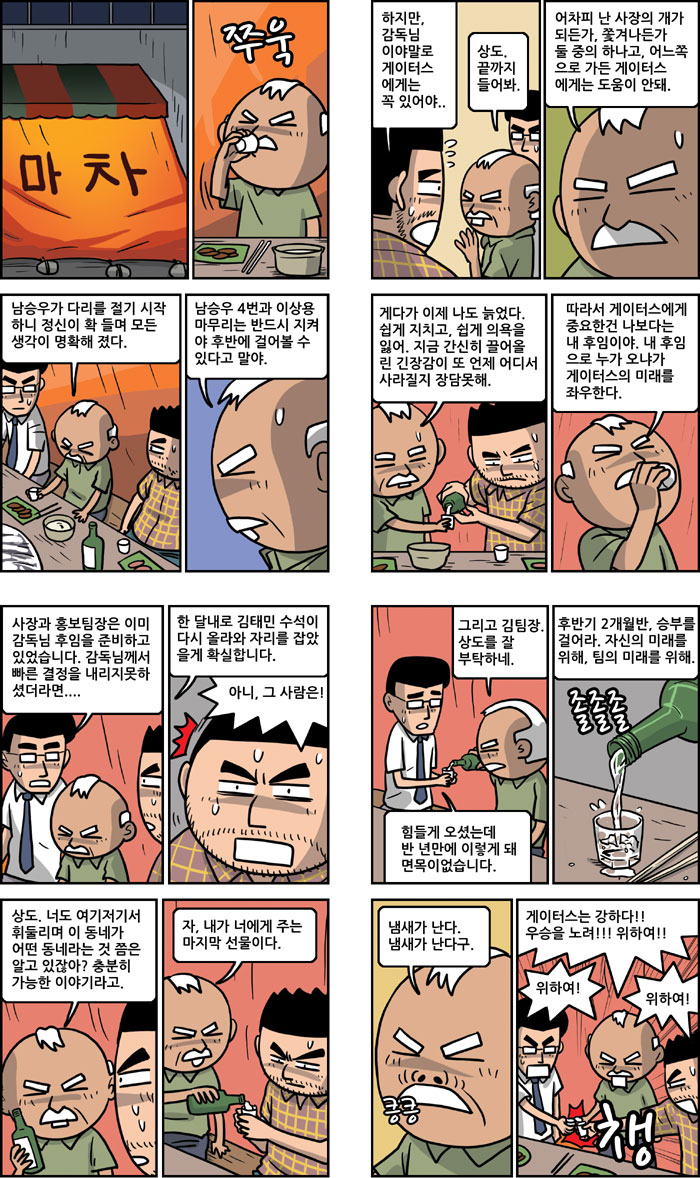 마차
쭈욱
남승우가 다리를 절기 시작
하니 정신이 확 들며 모든
생각이 명확해 졌다.
남승우 4번과 이상용
마무리는 반드시 지켜
야 후반에 걸어볼 수
있다고 말야.
하지만,
감독님
이야말로
게이터스
에게는
꼭 있어야..
상도.
끝까지
들어봐.
어차피 난 사장의 개가
되든가, 쫓겨나든가
둘 중의 하나고, 어느쪽
으로 가든 게이터스
에게는 도움이 안돼.
게다가 이제 나도 늙었다.
쉽게 지치고, 쉽게 의욕을
잃어. 지금 간신히 끌어올
린 긴장감이 또 언제 어디서
사라질지 장담못해.
따라서 게이터스에게
중요한건 나보다는
내 후임이야. 내 후임
으로 누가 오냐가
게이터스의 미래를
좌우한다.
사장과 홍보팀장은 이미
감독님 후임을 준비하고
있었습니다. 감독님께서
빠른 결정을 내리지못하
셨더라면....
한 달내로 김태민 수석이
다시 올라와 자리를 잡았
을게 확실합니다.
아니, 그 사람은!
상도. 너도 여기저기서
휘둘리며 이 동네가
어떤 동네라는 것 쯤은
알고 있잖아? 충분히
가능한 이야기라고.
자, 내가 너에게 주는
마지막 선물이다.
그리고 김팀장.
상도를 잘
부탁하네.
힘들게 오셨는데
반 년만에 이렇게 돼
면목이없습니다.
후반기 2개월반, 승부를
걸어라. 자신의 미래를
위해, 팀의 미래를 위해.
졸졸졸
냄새가 난다.
냄새가 난다구.
킁킁
게이터스는 강하다!!
우승을 노려!!! 위하여!!
위하여!
위하여!
챙